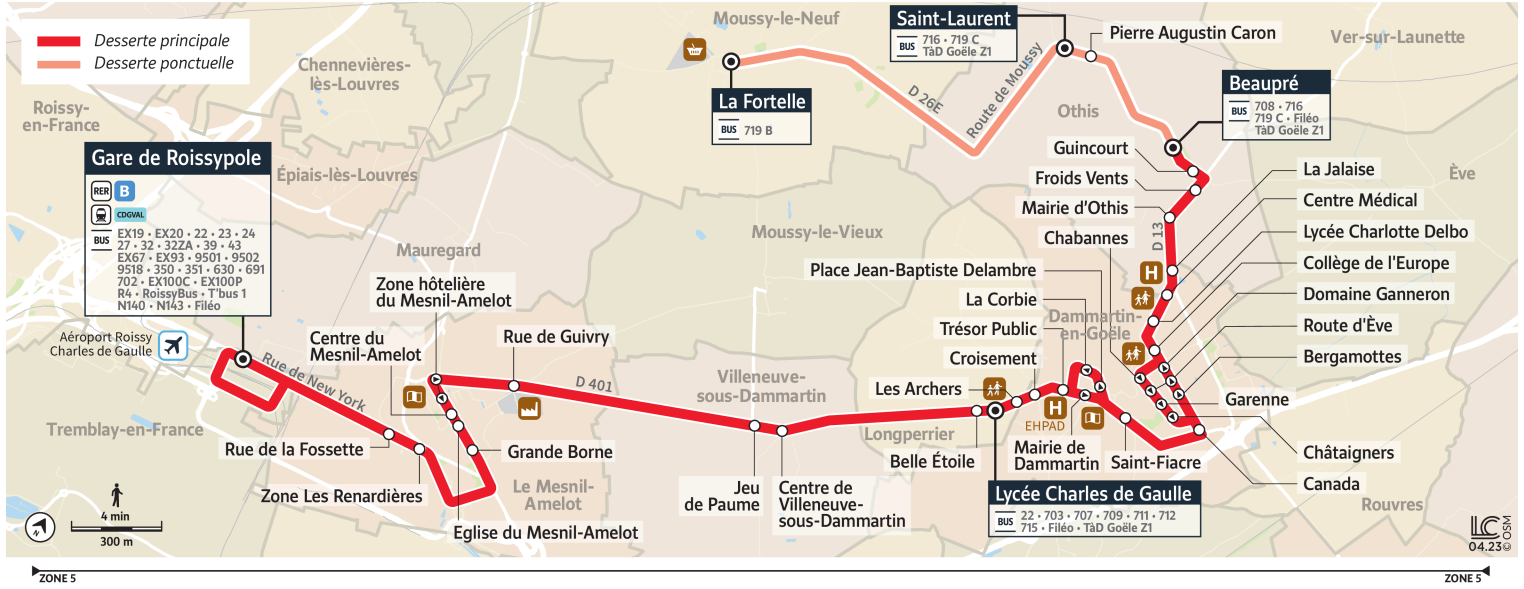 Desserte principale
Desserte ponctuelle
Moussy-le-Neuf
Saint-Laurent
BUS
716 • 719 C
TàD Goële Z1
Pierre Augustin Caron
Ver-sur-Launette
Chennevières-
lès-Louvres
Roissy-
en-France
La Fortelle
BUS
719 B
D 26E
Route de Moussy
Othis
Beaupré
BUS
708 • 716
719 C • Filéo
TàD Goële Z1
Gare de Roissypole
RER
B
CDGVAL
BUS
EX19 • EX20 • 22 • 23 • 24
27 • 32 • 32ZA • 39 • 43
EX67 • EX93 • 9501 • 9502
9518 • 350 • 351 • 630 • 691
702 • EX100C • EX100P
R4 • RoissyBus • T'bus 1
N140 • N143 • Filéo
Épiais-lès-Louvres
Guincourt
Froids Vents
Mairie d'Othis
Chabannes
D 13
La Jalaise
Centre Médical
Lycée Charlotte Delbo
Collège de l'Europe
Domaine Ganneron
Route d'Ève
Bergamottes
Ève
Mauregard
Moussy-le-Vieux
Place Jean-Baptiste Delambre
La Corbie
Trésor Public
Croisement
Les Archers
Dammartin-
en-Goële
H
Zone hôtelière
du Mesnil-Amelot
Centre du
Mesnil-Amelot
Rue de Guivry
Aéroport Roissy
Charles de Gaulle
Rue de New York
D 401
Villeneuve-
sous-Dammartin
Tremblay-en-France
Rue de la Fossette
Zone Les Renardières
Grande Borne
Le Mesnil-
Amelot
Eglise du Mesnil-Amelot
Jeu
de Paume
Centre de
Villeneuve-
sous-Dammartin
Longperrier
Belle Étoile
H
EHPAD
Mairie de
Dammartin
Saint-Fiacre
Garenne
Châtaigners
Canada
Rouvres
Lycée Charles de Gaulle
BUS
22 • 703 • 707 • 709 • 711 • 712
715 • Filéo • TàD Goële Z1
4 min
300 m
LC
04.23
© OSM
ZONE 5
ZONE 5